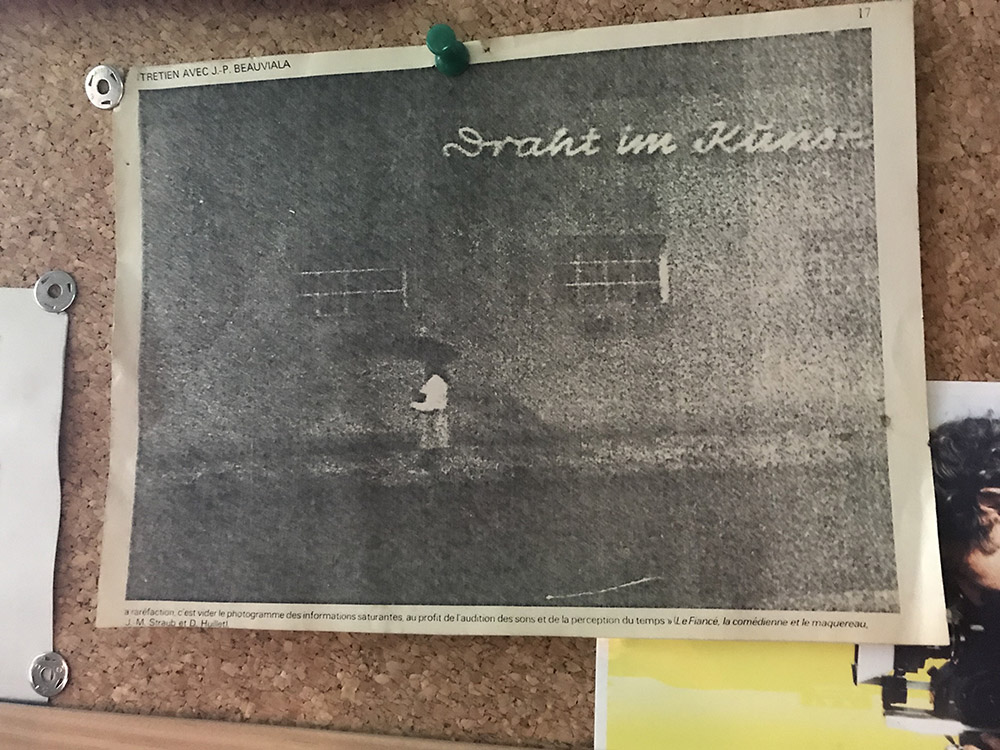 17
TRETIEN AVEC J.-P. BEAUVIALA
Draht im Küns
a raréfaction, c'est vider le photogramme des informations saturantes, au profit de l'audition des sons et de la perception du temps » (Le Fiancé, la comédienne et le maquereau,
J. M. Straub et D. Huillet)